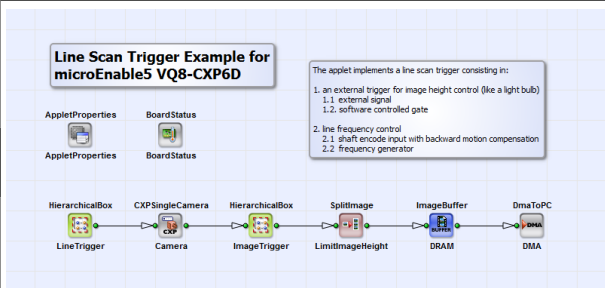 Line Scan Trigger Example for
microEnable5 VQ8-CXP6D
The applet implements a line scan trigger consisting in:
1. an external trigger for image height control (like a light bulb)
1.1 external signal
1.2. software controlled gate
2. line frequency control
2.1 shaft encode input with backward motion compensation
2.2 frequency generator
AppletProperties BoardStatus
AppletProperties BoardStatus
HierarchicalBox CXPSingleCamera HierarchicalBox SplitImage ImageBuffer DmaToPC
CXP BUFFER DMA
LineTrigger Camera ImageTrigger LimitImageHeight DRAM DMA